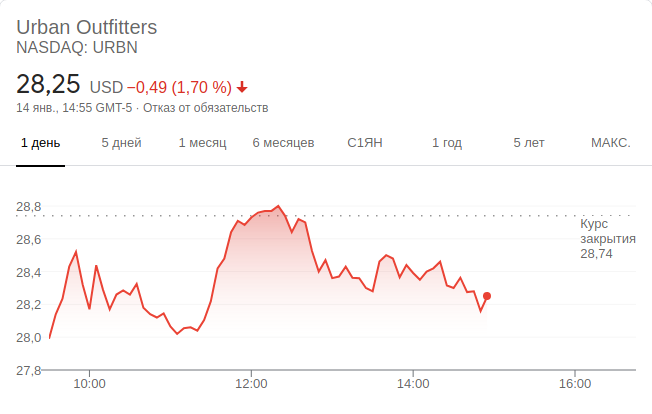 Urban Outfitters
NASDAQ: URBN
28,25 USD −0,49 (1,70 %)
14 янв., 14:55 GMT-5 · Отказ от обязательств
1 день 5 дней 1 месяц 6 месяцев С1ЯН 1 год 5 лет МАКС.
28,8
Курс
закрытия
28,74
28,6
28,4
28,2
28,0
27,8
10:00 12:00 14:00 16:00